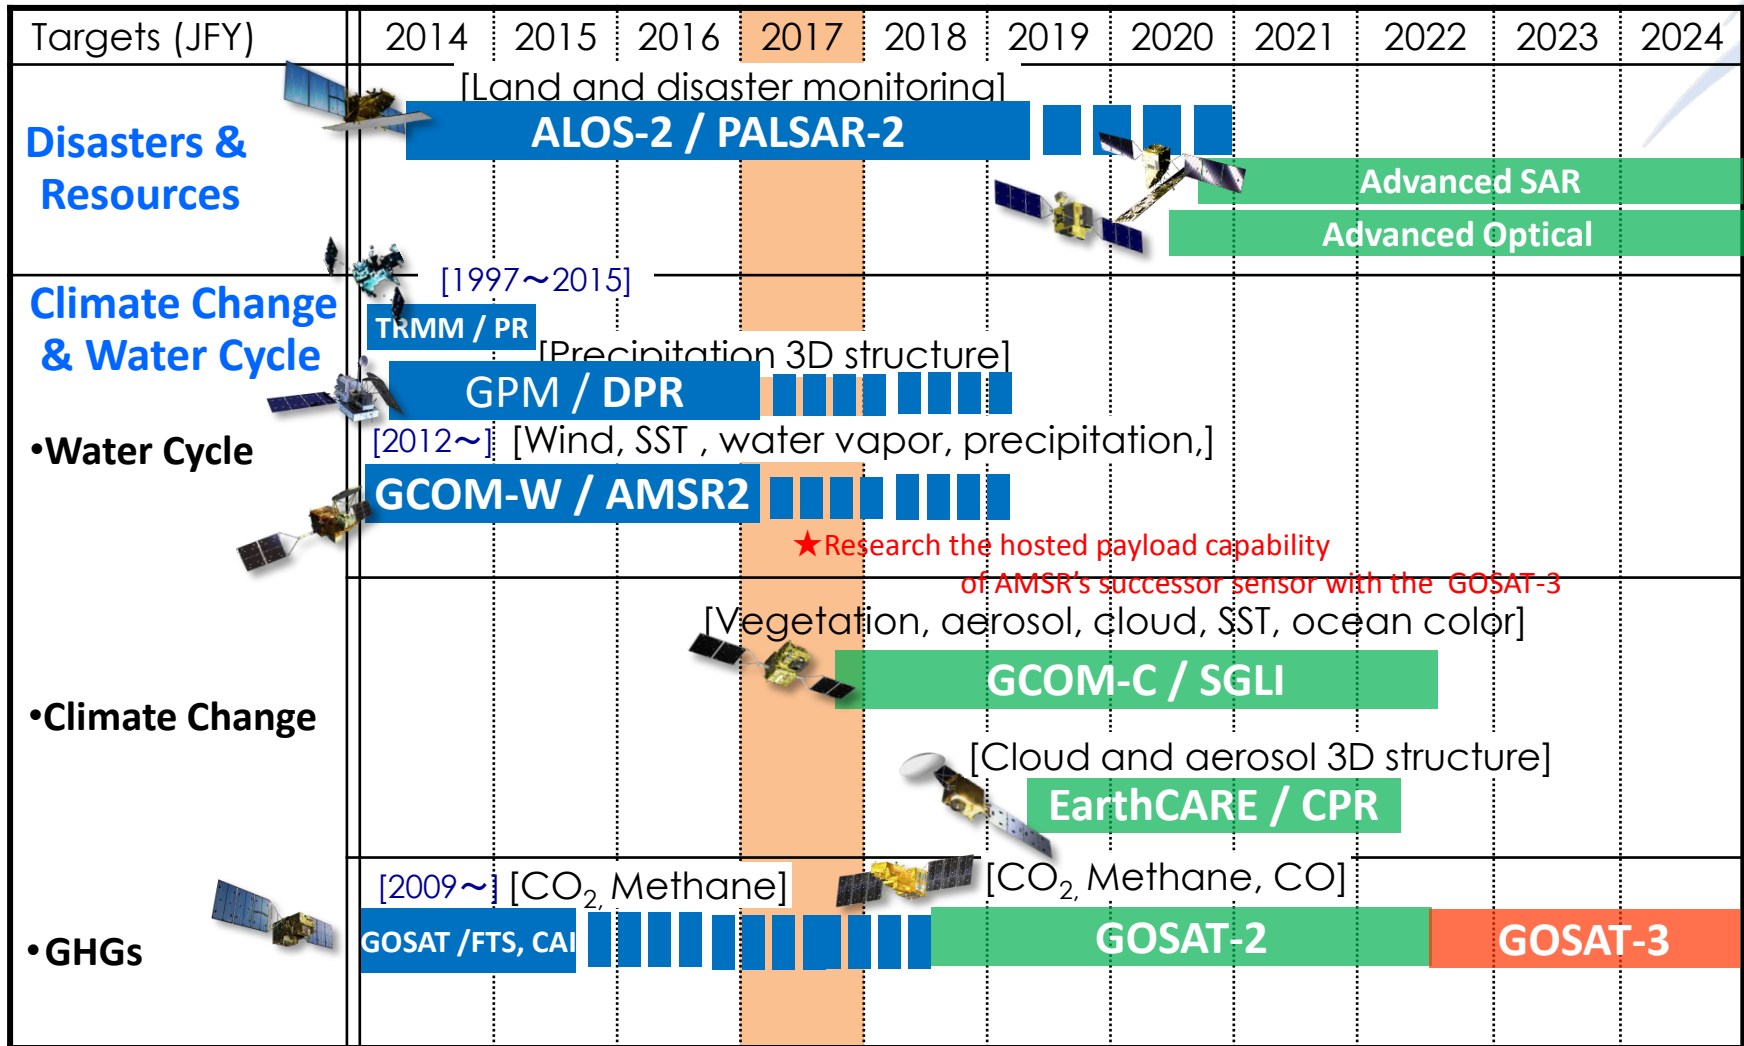 Targets (JFY) 2014 2015 2016 2017 2018 2019 2020 2021 2022 2023 2024
[Land and disaster monitoring]
Disasters &
Resources
ALOS-2 / PALSAR-2
Advanced SAR
Advanced Optical
Climate Change
& Water Cycle
[1997～2015]
TRMM / PR
[Precipitation 3D structure]
GPM / DPR
•Water Cycle
[2012～] [Wind, SST , water vapor, precipitation,]
GCOM-W / AMSR2
★Research the hosted payload capability
of AMSR's successor sensor with the GOSAT-3
•Climate Change
[Vegetation, aerosol, cloud, SST, ocean color]
GCOM-C / SGLI
[Cloud and aerosol 3D structure]
EarthCARE / CPR
•GHGs
[2009～] [CO2, Methane] [CO2, Methane, CO]
GOSAT /FTS, CAI GOSAT-2 GOSAT-3